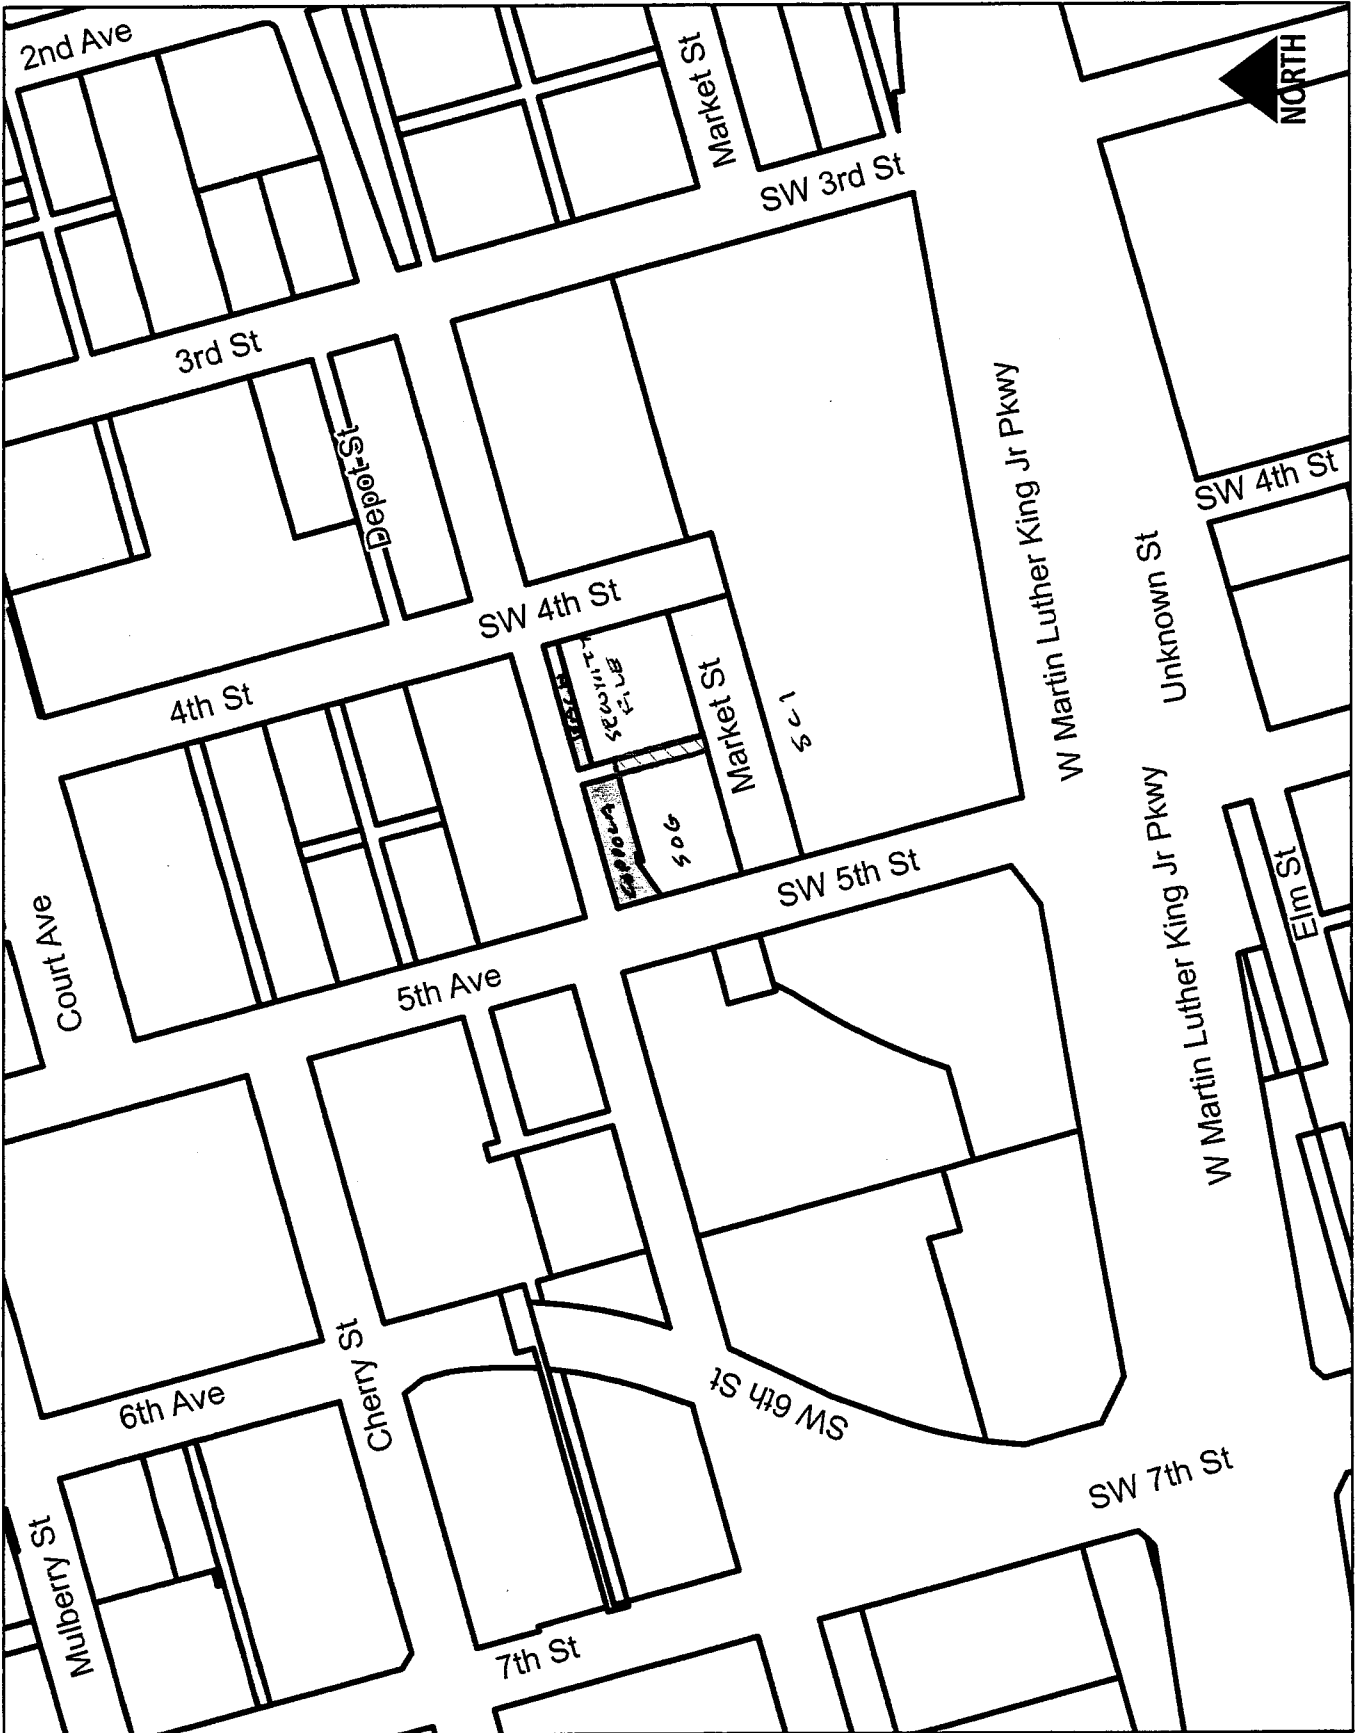 2nd Ave
Market St
NORTH
SW 3rd St
3rd St
Depot St
SW 4th St
SW 4th St
4th St
W Martin Luther King Jr Pkwy
Unknown St
SECURITY
FILE
Market St
SC-1
506
SW 5th St
Court Ave
5th Ave
W Martin Luther King Jr Pkwy
Elm St
6th Ave
Cherry St
SW 6th St
SW 7th St
Mulberry St
7th St